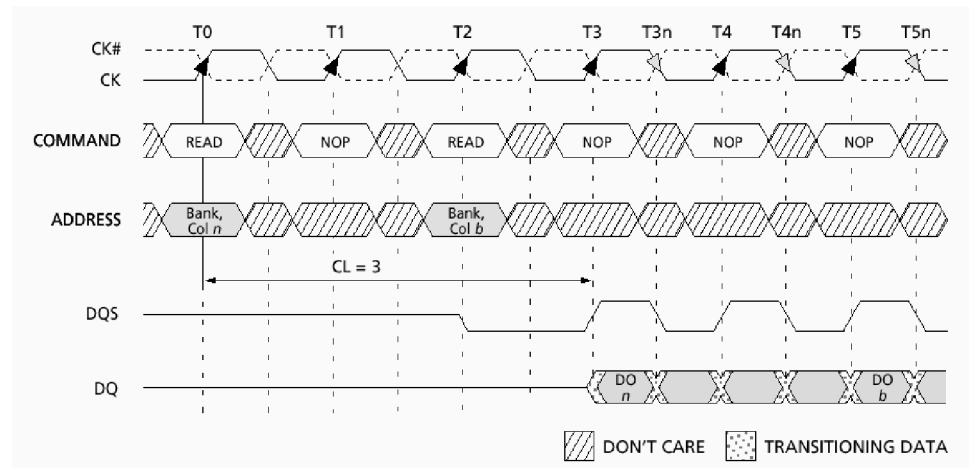 T0 T1 T2 T3 T3n T4 T4n T5 T5n
CK#
CK
COMMAND READ NOP READ NOP NOP NOP
ADDRESS Bank, Col n Bank, Col b
CL = 3
DQS
DQ DO n DO b
DON'T CARE TRANSITIONING DATA